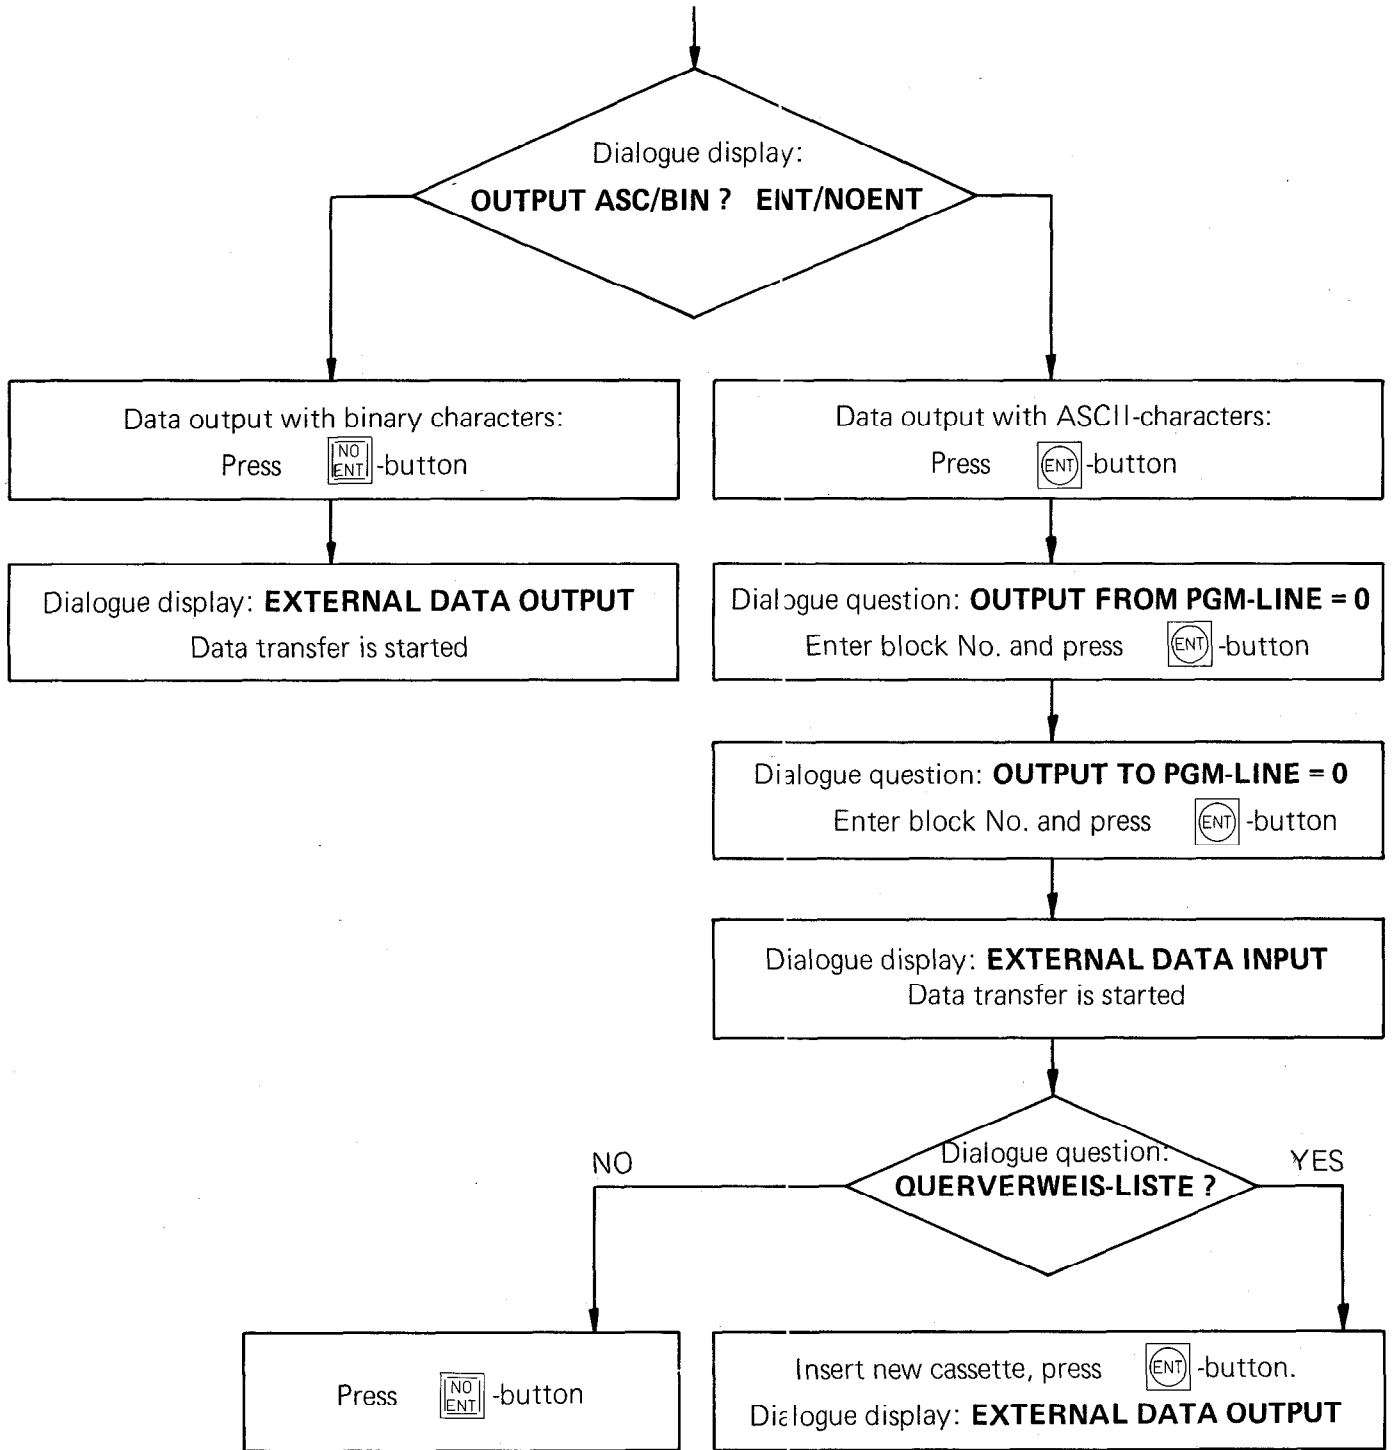 Dialogue display:
OUTPUT ASC/BIN ? ENT/NOENT
Data output with binary characters:
Press NO ENT -button
Data output with ASCII-characters:
Press ENT -button
Dialogue display: EXTERNAL DATA OUTPUT
Data transfer is started
Dialogue question: OUTPUT FROM PGM-LINE = 0
Enter block No. and press ENT -button
Dialogue question: OUTPUT TO PGM-LINE = 0
Enter block No. and press ENT -button
Dialogue display: EXTERNAL DATA INPUT
Data transfer is started
Dialogue question:
QUERVERWEIS-LISTE ?
NO
YES
Press NO ENT -button
Insert new cassette, press ENT -button.
Dialogue display: EXTERNAL DATA OUTPUT